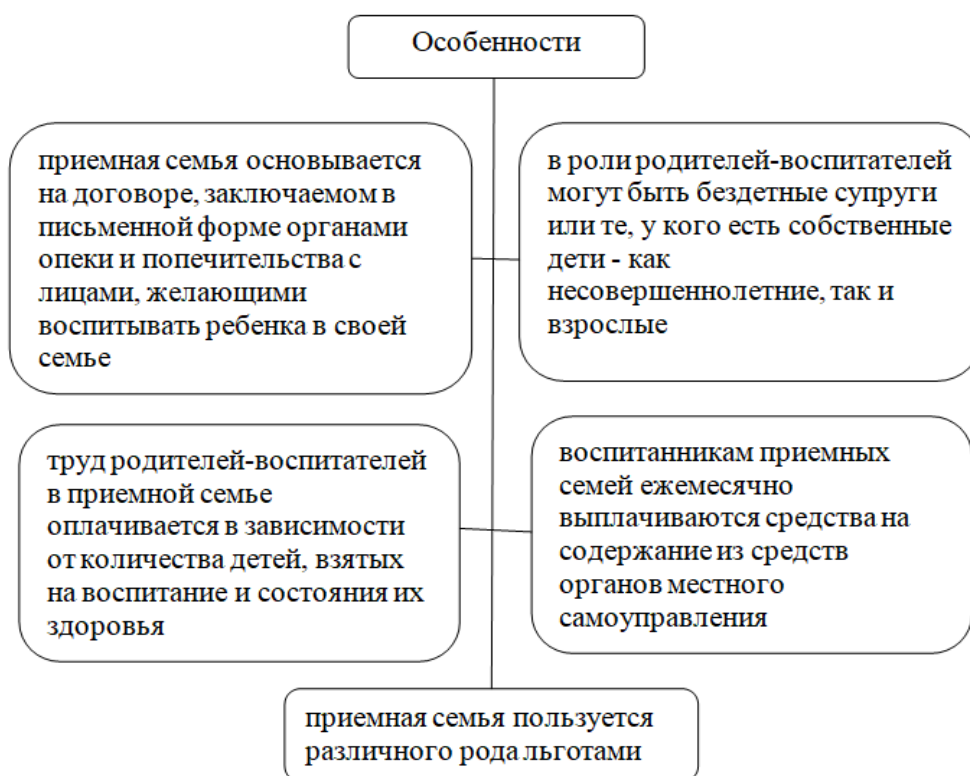 Особенности
приемная семья основывается
на договоре, заключаемом в
письменной форме органами
опеки и попечительства с
лицами, желающими
воспитывать ребенка в своей
семье
в роли родителей-воспитателей
могут быть бездетные супруги
или те, у кого есть собственные
дети - как
несовершеннолетние, так и
взрослые
труд родителей-воспитателей
в приемной семье
оплачивается в зависимости
от количества детей, взятых
на воспитание и состояния их
здоровья
воспитанникам приемных
семей ежемесячно
выплачиваются средства на
содержание из средств
органов местного
самоуправления
приемная семья пользуется
различного рода льготами